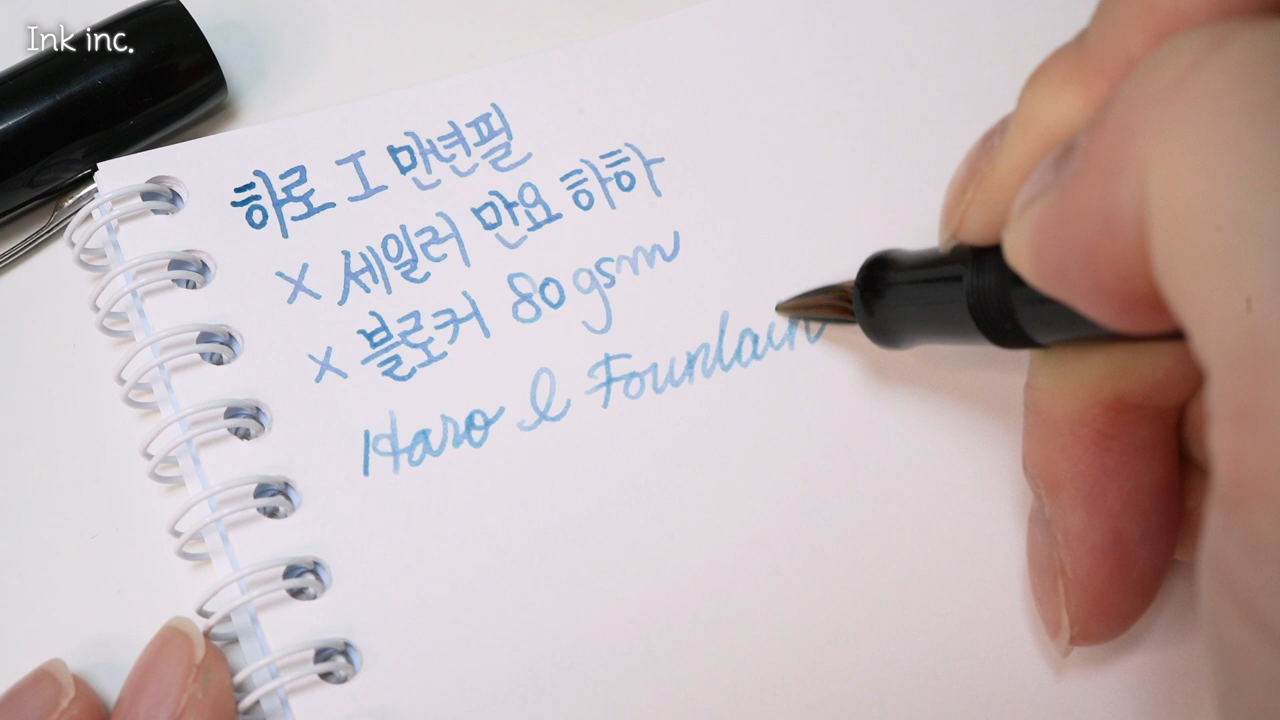 Ink inc.
하로 I 만년필
× 세일러 만요 하하
× 블로커 80gsm
Haro l Fountain